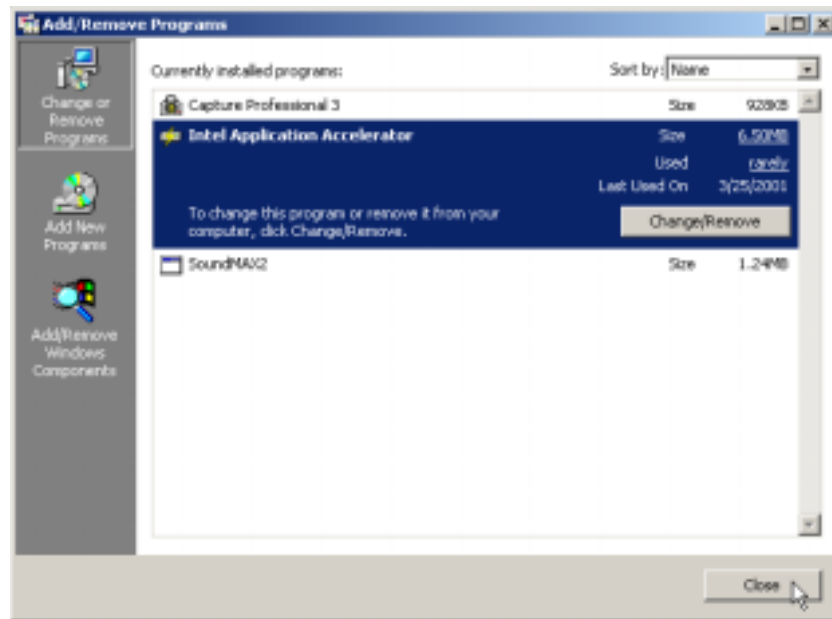 Add/Remove Programs
Change or
Remove
Programs
Add New
Programs
Add/Remove
Windows
Components
Currently installed programs:
Sort by: Name
Capture Professional 3 Size 928KB
Intel Application Accelerator Size 6.50MB
Used rarely
Last Used On 3/25/2001
To change this program or remove it from your
computer, click Change/Remove.
Change/Remove
SoundMAX2 Size 1.24MB
Close